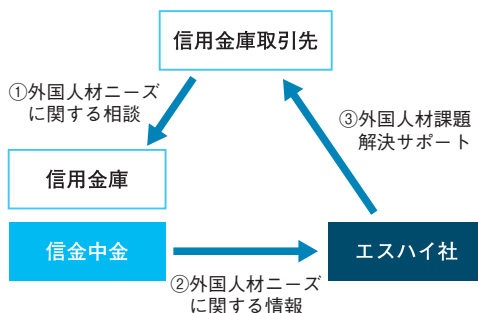 信用金庫取引先
①外国人材ニーズ
に関する相談
③外国人材課題
解決サポート
信用金庫
信金中金
エスハイ社
②外国人材ニーズ
に関する情報